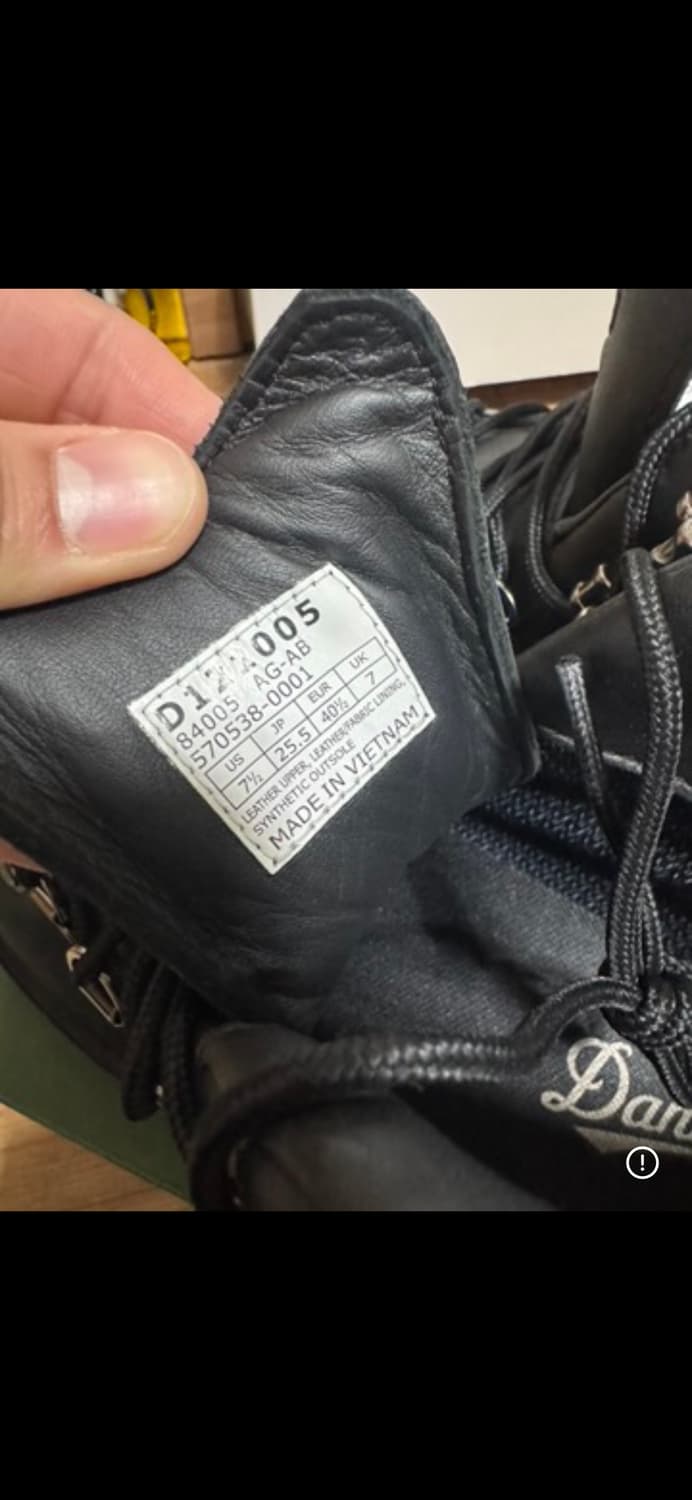 84005 AG-AB
570538-0001
US JP EUR UK
7½ 25.5 40½ 7
LEATHER UPPER, LEATHER/FABRIC LINING,
SYNTHETIC OUTSOLE
MADE IN VIETNAM
Dan